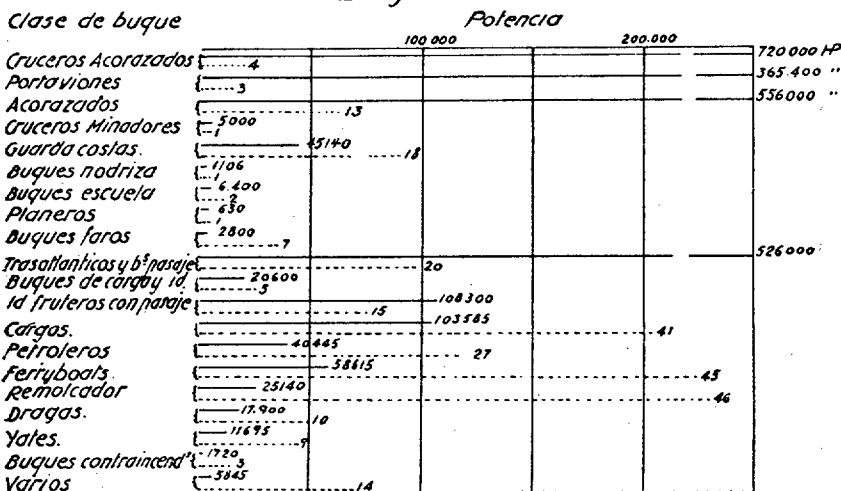 Clase de buque Potencia
100.000 200.000
Cruceros Acorazados 720000 HP
4
Portaviones 365.400 "
3
Acorazados 556000 "
13
Cruceros Minadores 5000
1
Guarda costas. 45140
18
Buques nodriza 1106
1
Buques escuela 6.400
2
Planeros 630
1
Buques faros 2800
7
Trasatlanticos y bs pasaje 526000
20
Buques de carga y id. 20600
5
Id fruteros con pasaje 108300
15
Cargas. 103585
41
Petroleros 40445
27
Ferryboats. 58615
45
Remolcador 25140
46
Dragas. 17.900
10
Yates. 11695
9
Buques contraincend's 1720
3
Varios 5845
14